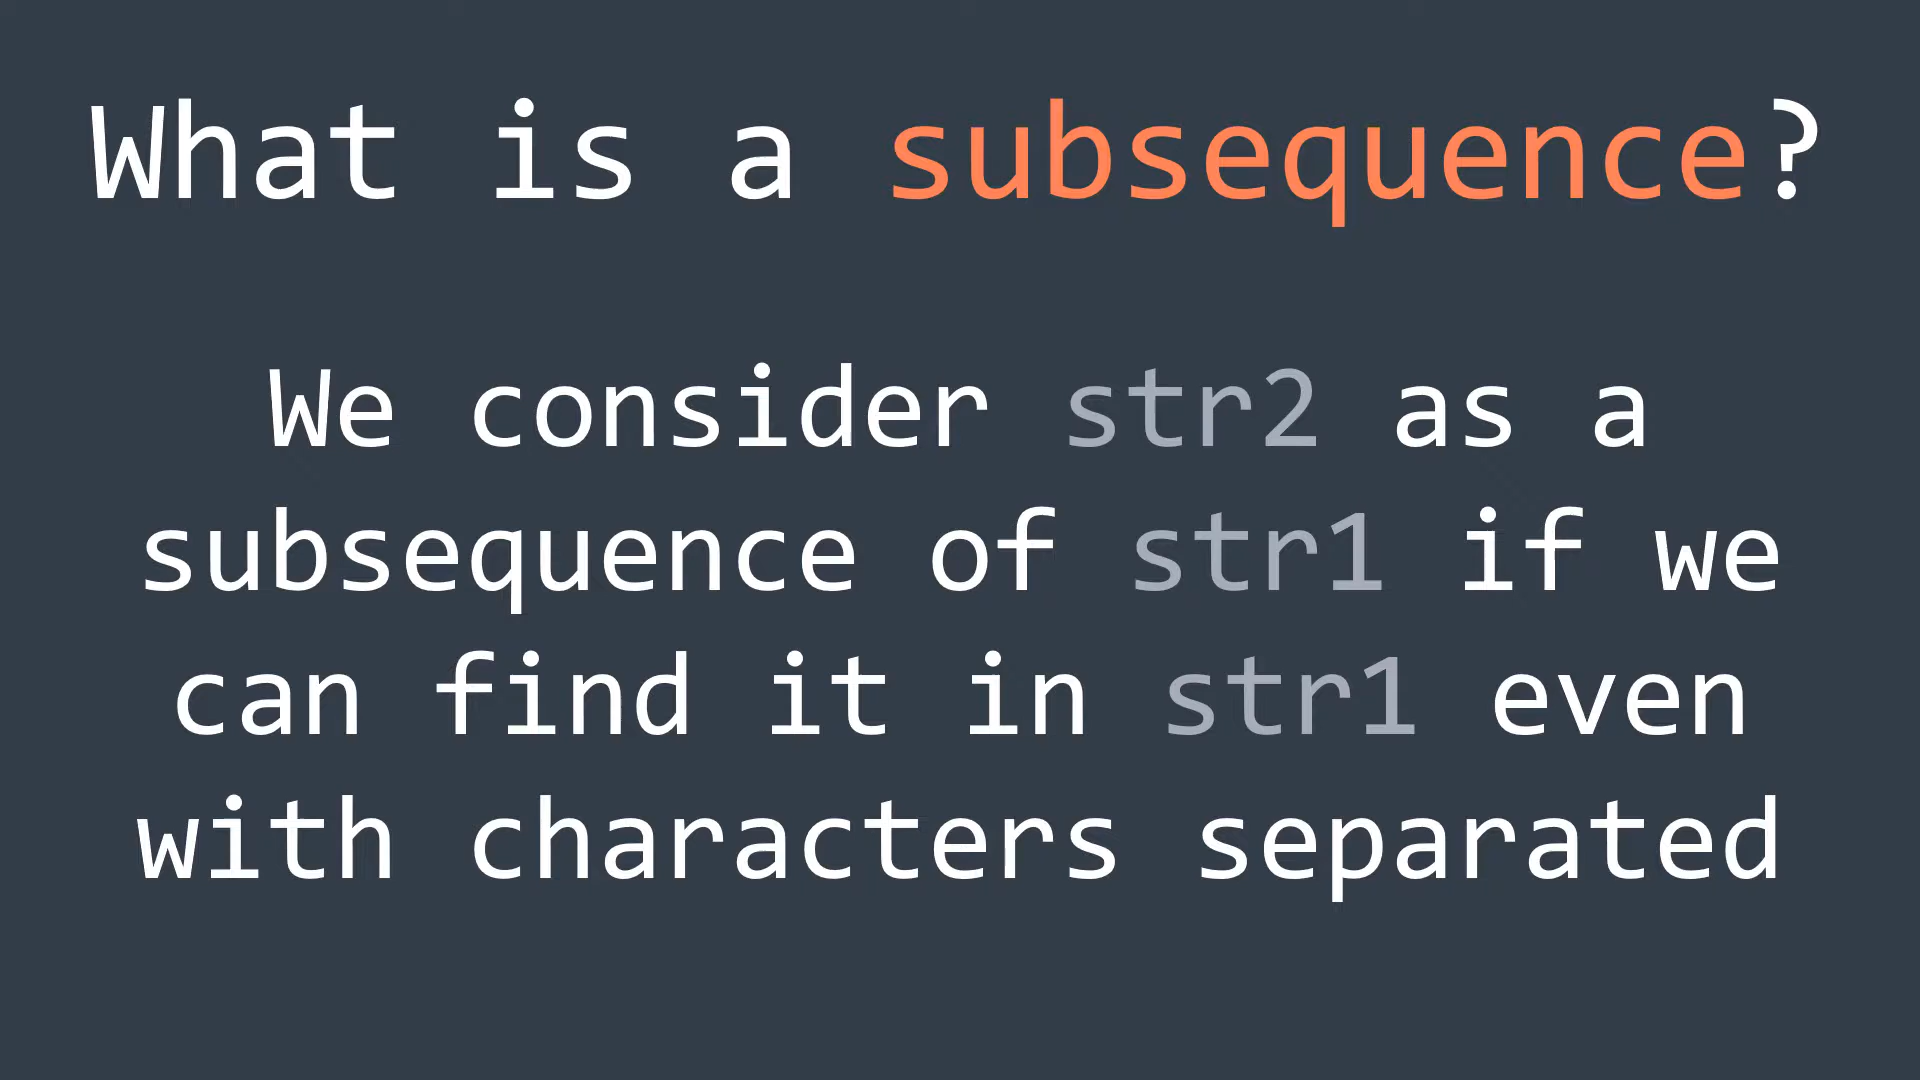 What is a subsequence?
We consider str2 as a
subsequence of str1 if we
can find it in str1 even
with characters separated